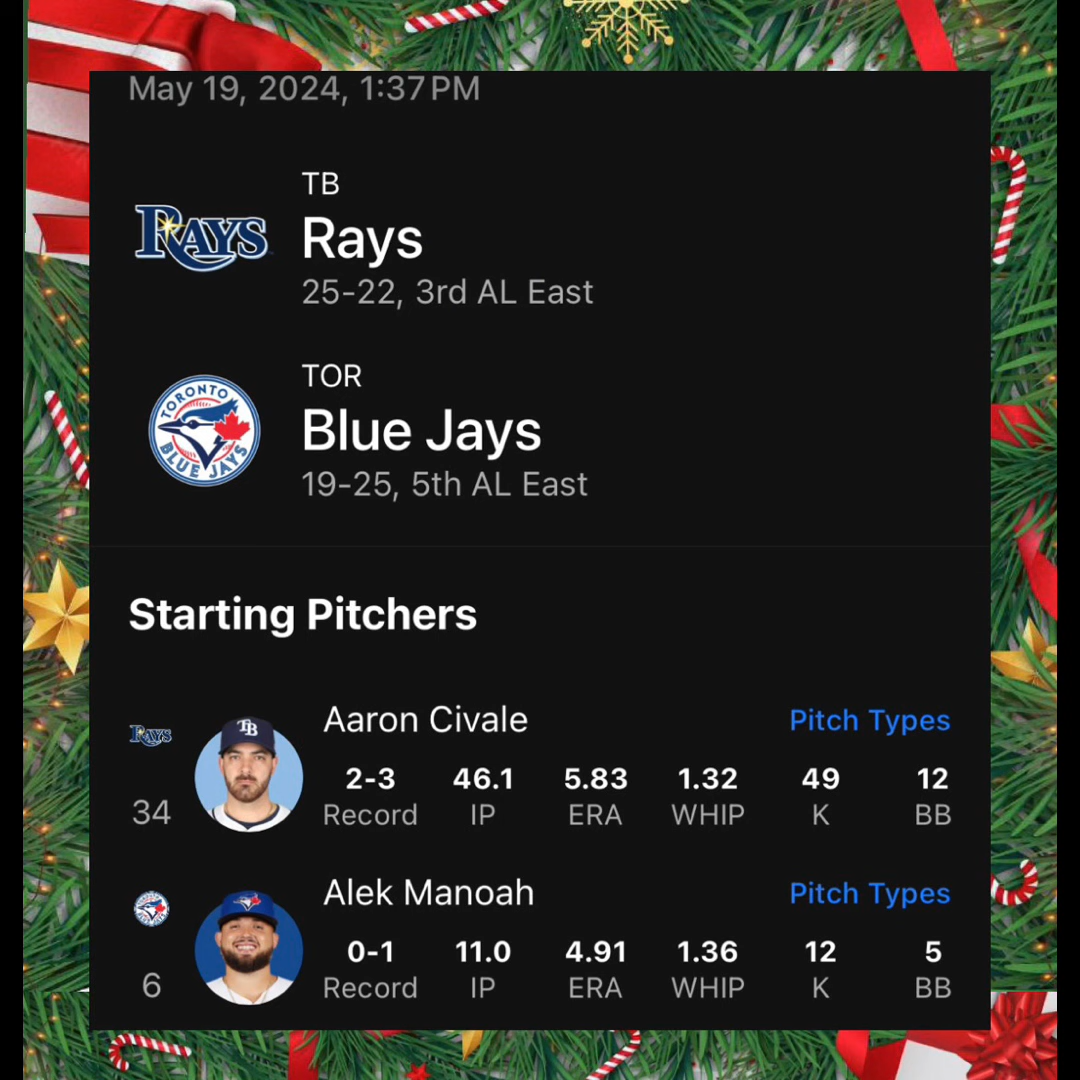 May 19, 2024, 1:37 PM
TB
RAYS
Rays
25-22, 3rd AL East
TOR
TORONTO
BLUE JAYS
Blue Jays
19-25, 5th AL East
Starting Pitchers
Aaron Civale
Pitch Types
RAYS
TB
2-3 46.1 5.83 1.32 49 12
34
Record IP ERA WHIP K BB
Alek Manoah
Pitch Types
0-1 11.0 4.91 1.36 12 5
6
Record IP ERA WHIP K BB